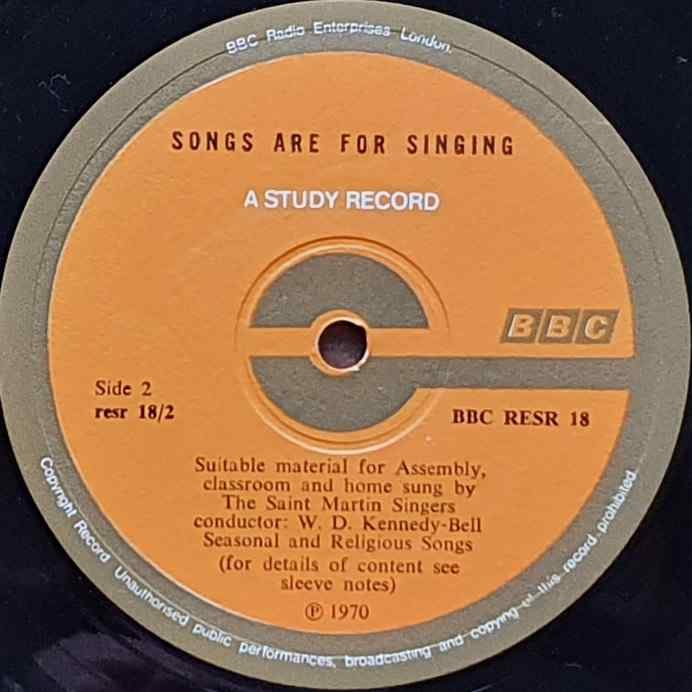 BBC Radio Enterprises London.
SONGS ARE FOR SINGING
A STUDY RECORD
BBC
Side 2
resr 18/2
BBC RESR 18
Suitable material for Assembly,
classroom and home sung by
The Saint Martin Singers
conductor: W. D. Kennedy-Bell
Seasonal and Religious Songs
(for details of content see
sleeve notes)
℗ 1970
Copyright Record Unauthorised public performances, broadcasting and copying of this record prohibited